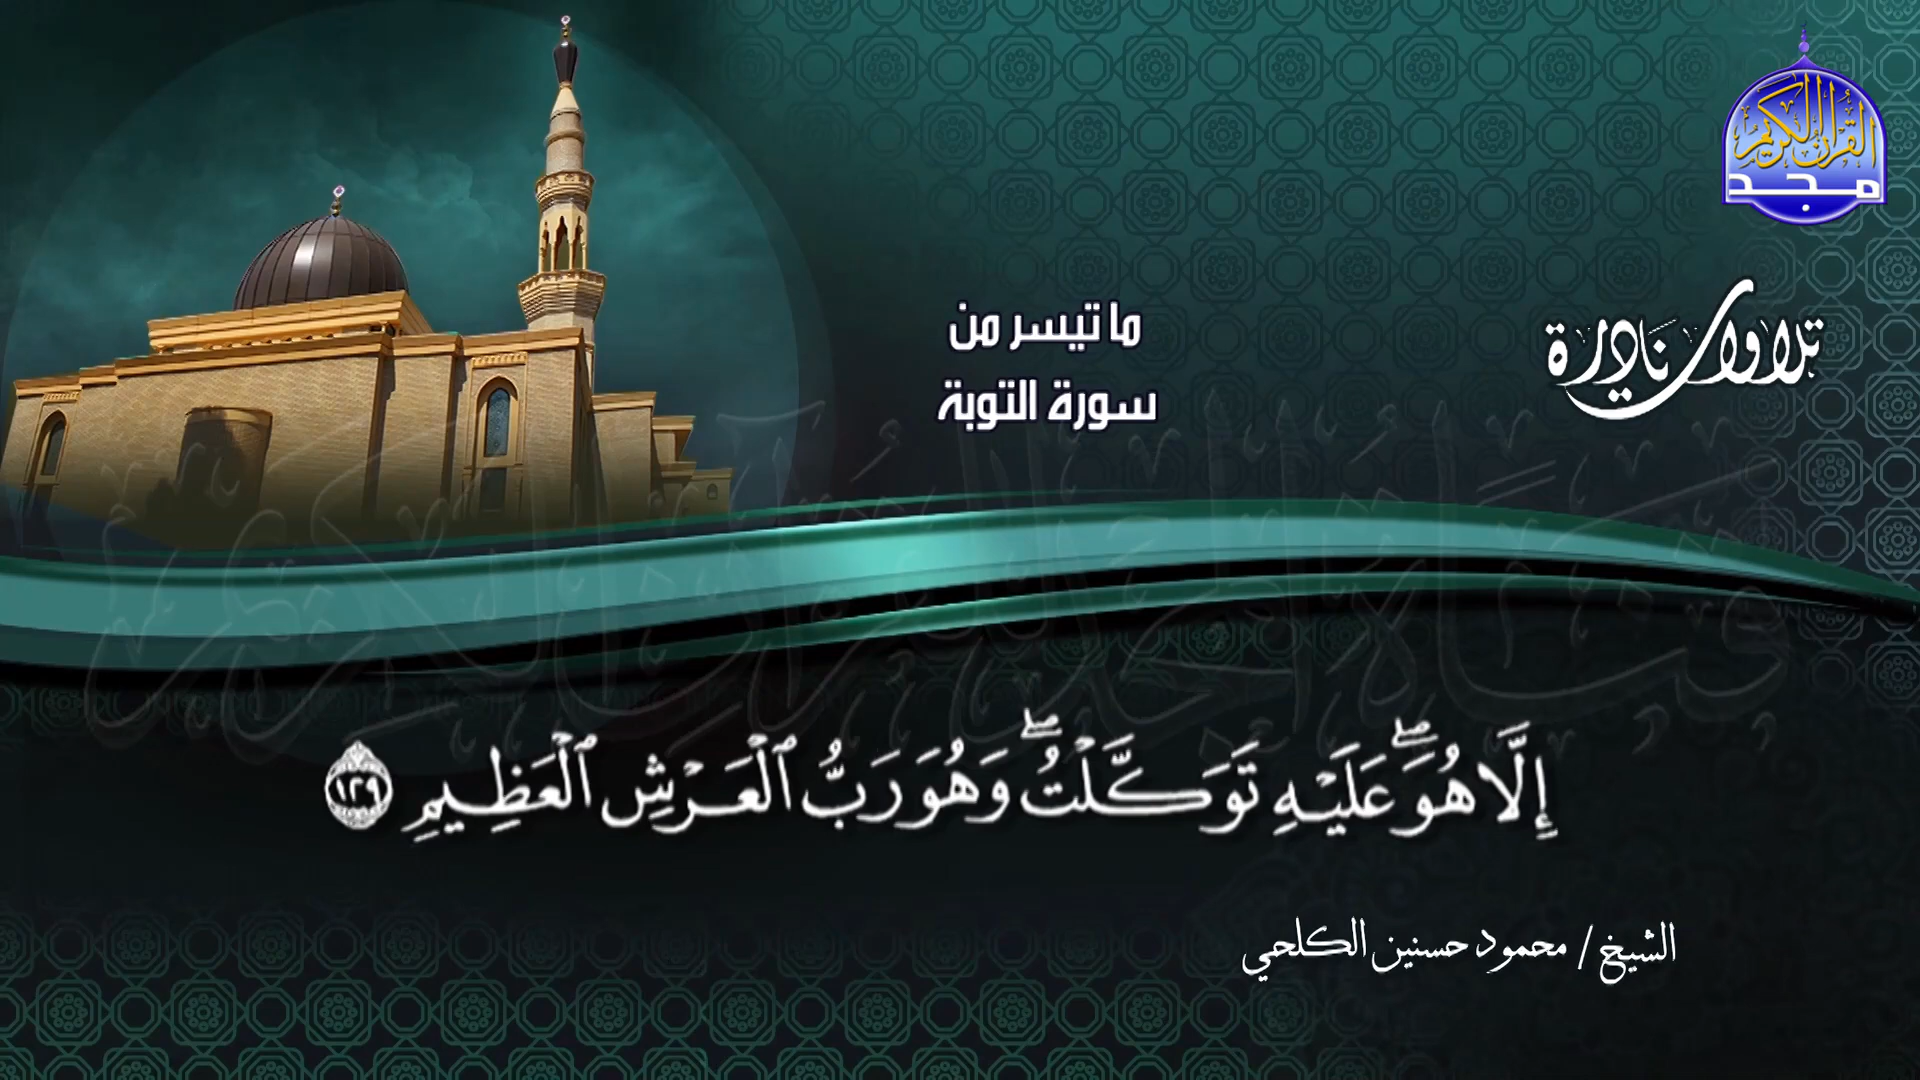 القرآن الكريم
مجد
تلاوات نادرة
ما تيسر من
سورة التوبة
إِلَّا هُوَ ۖ عَلَيْهِ تَوَكَّلْتُ ۖ وَهُوَ رَبُّ ٱلْعَرْشِ ٱلْعَظِيمِ ١٢٩
الشيخ / محمود حسنين الكلحي